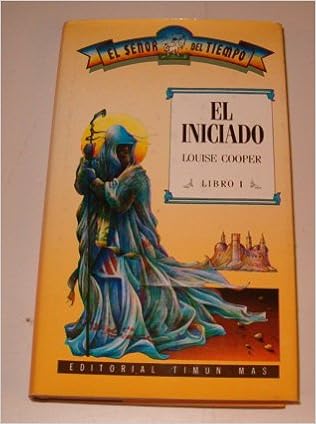 EL SEÑOR DEL TIEMPO
EL
INICIADO
LOUISE COOPER
LIBRO I
EDITORIAL TIMUN MAS